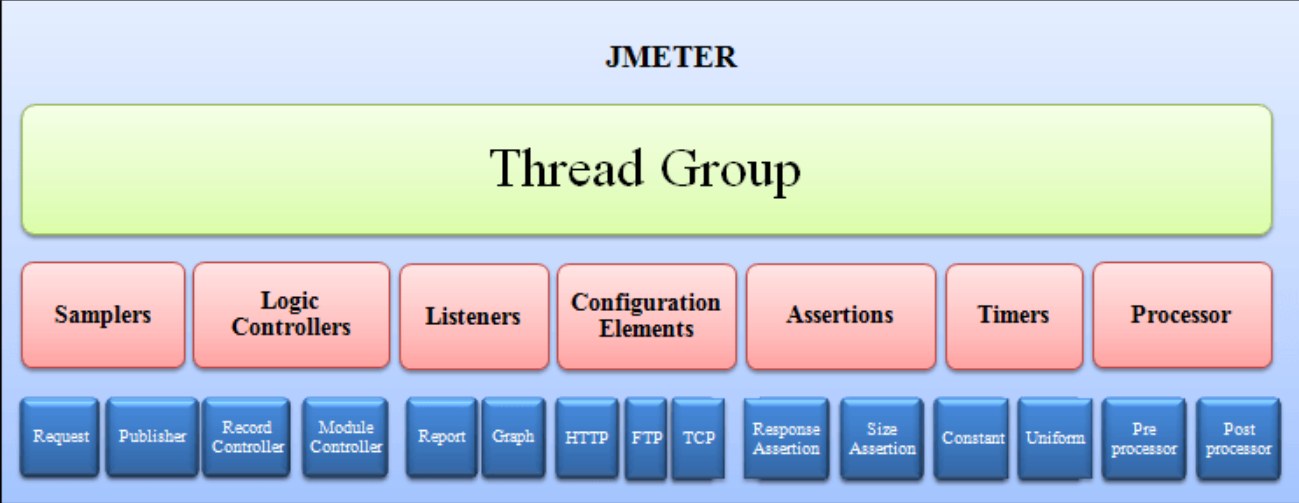 JMETER
Thread Group
Samplers
Logic
Controllers
Listeners
Configuration
Elements
Assertions
Timers
Processor
Request
Publisher
Record
Controller
Module
Controller
Report
Graph
HTTP
FTP
TCP
Response
Assertion
Size
Assertion
Constant
Uniform
Pre
processor
Post
processor